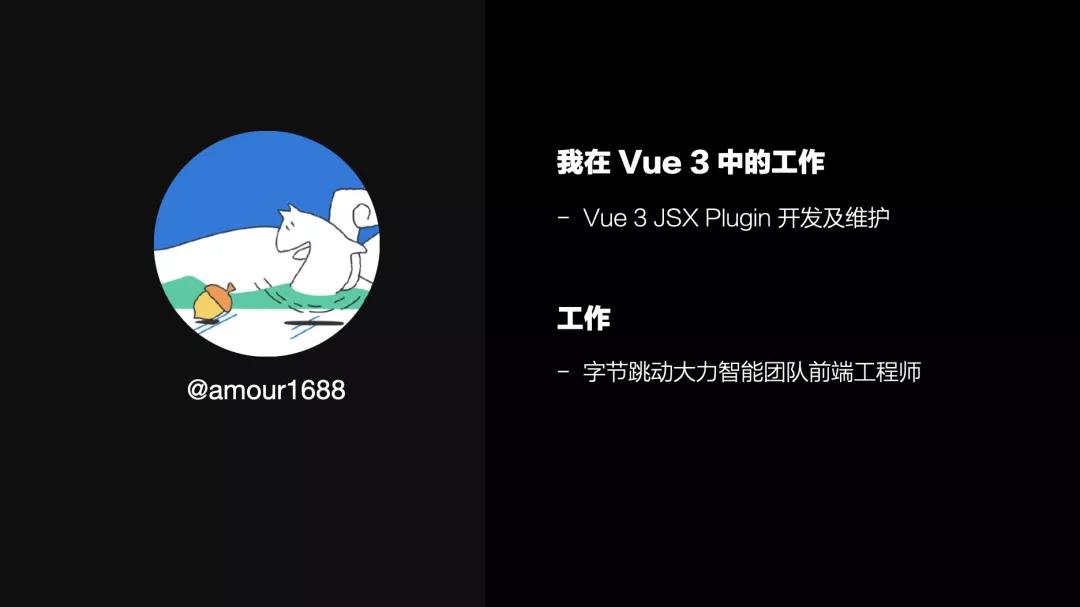 @amour1688
我在 Vue 3 中的工作
- Vue 3 JSX Plugin 开发及维护
工作
- 字节跳动大力智能团队前端工程师